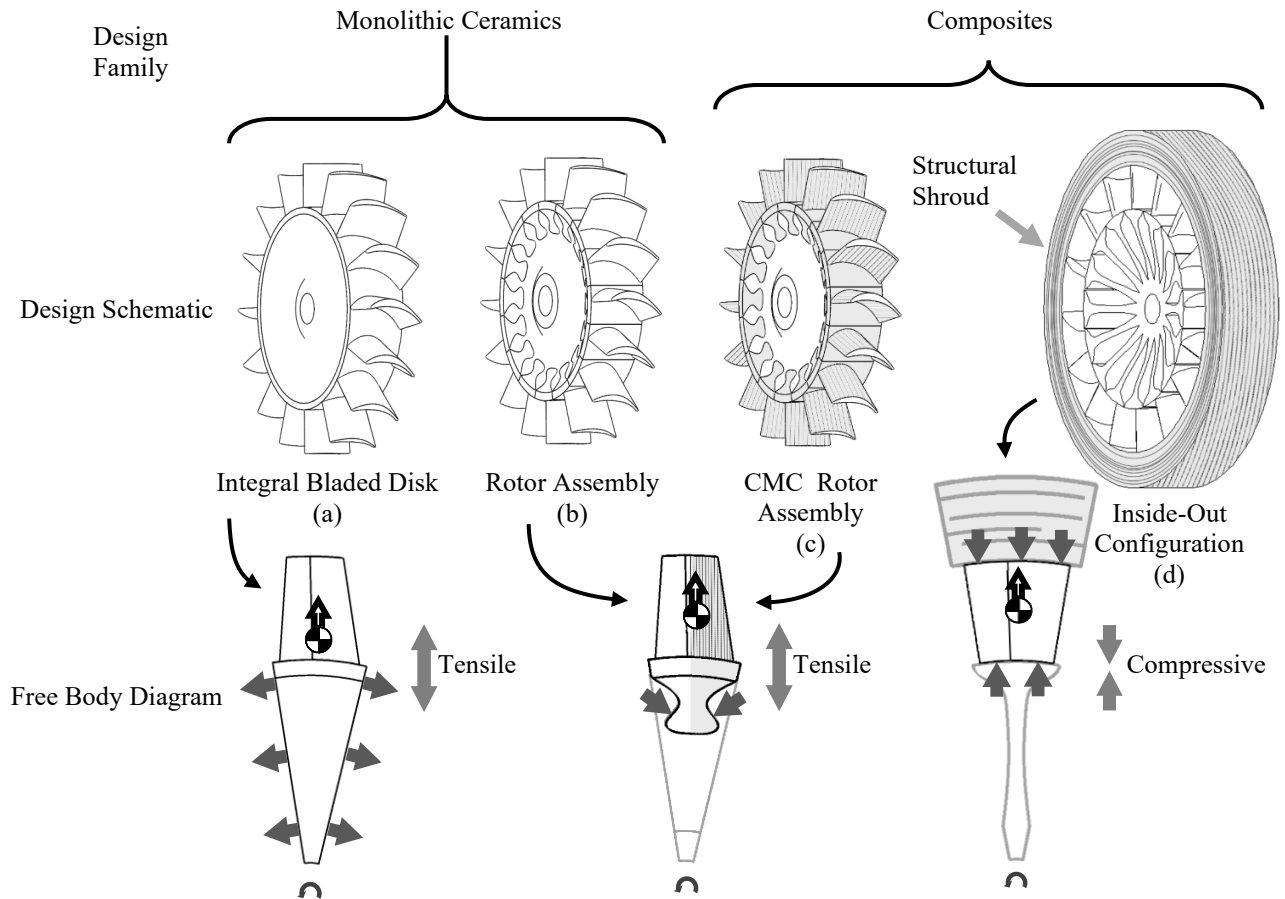 Monolithic Ceramics
Composites
Design
Family
Structural
Shroud
Design Schematic
Integral Bladed Disk
(a)
Rotor Assembly
(b)
CMC Rotor
Assembly
(c)
Inside-Out
Configuration
(d)
Free Body Diagram
Tensile
Tensile
Compressive